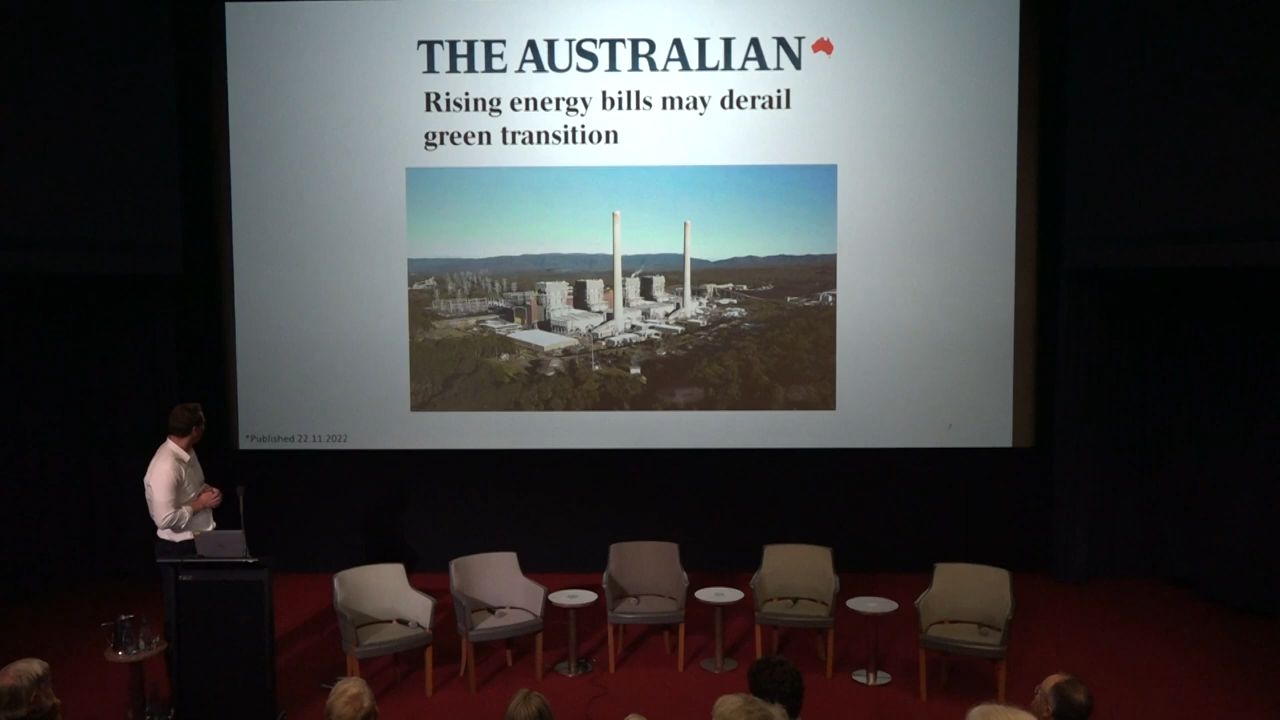 THE AUSTRALIAN
Rising energy bills may derail
green transition
*Published 22.11.2022